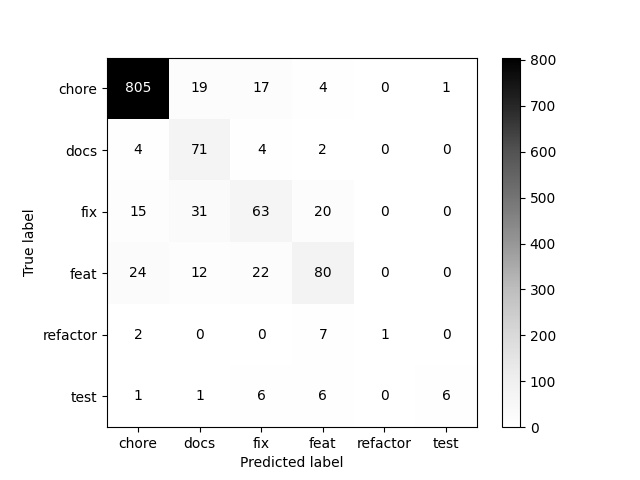 chore 805 19 17 4 0 1
docs 4 71 4 2 0 0
fix 15 31 63 20 0 0
feat 24 12 22 80 0 0
refactor 2 0 0 7 1 0
test 1 1 6 6 0 6
chore docs fix feat refactor test
Predicted label
True label
800
700
600
500
400
300
200
100
0